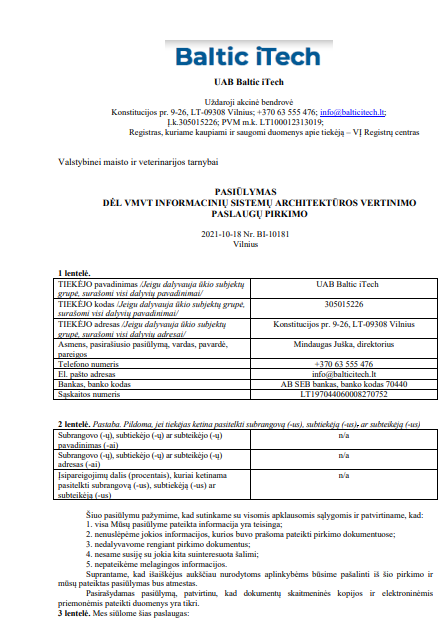 Baltic iTech
UAB Baltic iTech
Uždaroji akcinė bendrovė
Konstitucijos pr. 9-26, LT-09308 Vilnius; +370 63 555 476; info@balticitech.lt;
Į.k.305015226; PVM m.k. LT100012313019;
Registras, kuriame kaupiami ir saugomi duomenys apie tiekėją – VĮ Registrų centras
Valstybinei maisto ir veterinarijos tarnybai
PASIŪLYMAS
DĖL VMVT INFORMACINIŲ SISTEMŲ ARCHITEKTŪROS VERTINIMO
PASLAUGŲ PIRKIMO
2021-10-18 Nr. BI-10181
Vilnius
1 lentelė.
TIEKĖJO pavadinimas /Jeigu dalyvauja ūkio subjektų
grupė, surašomi visi dalyvių pavadinimai/
UAB Baltic iTech
TIEKĖJO kodas /Jeigu dalyvauja ūkio subjektų grupė,
surašomi visi dalyvių pavadinimai/
305015226
TIEKĖJO adresas /Jeigu dalyvauja ūkio subjektų
grupė, surašomi visi dalyvių adresai/
Konstitucijos pr. 9-26, LT-09308 Vilnius
Asmens, pasirašiusio pasiūlymą, vardas, pavardė,
pareigos
Mindaugas Juška, direktorius
Telefono numeris
+370 63 555 476
El. pašto adresas
info@balticitech.lt
Bankas, banko kodas
AB SEB bankas, banko kodas 70440
Sąskaitos numeris
LT197044060008270752
2 lentelė. Pastaba. Pildoma, jei tiekėjas ketina pasitelkti subrangovą (-us), subtiekėją (-us) ar subteikėją (-us)
Subrangovo (-ų), subtiekėjo (-ų) ar subteikėjo (-ų)
pavadinimas (-ai)
n/a
Subrangovo (-ų), subtiekėjo (-ų) ar subteikėjo (-ų)
adresas (-ai)
n/a
Įsipareigojimų dalis (procentais), kuriai ketinama
pasitelkti subrangovą (-us), subtiekėją (-us) ar
subteikėją (-us)
n/a
Šiuo pasiūlymu pažymime, kad sutinkame su visomis apklausos sąlygomis ir patvirtiname, kad:
1. visa Mūsų pasiūlyme pateikta informacija yra teisinga;
2. nenuslėpėme jokios informacijos, kurios buvo prašoma pateikti pirkimo dokumentuose;
3. nedalyvavome rengiant pirkimo dokumentus;
4. nesame susiję su jokia kita suinteresuota šalimi;
5. nepateikėme melagingos informacijos.
Suprantame, kad išaiškėjus aukščiau nurodytoms aplinkybėms būsime pašalinti iš šio pirkimo ir
mūsų pateiktas pasiūlymas bus atmestas.
Pasirašydamas pasiūlymą, patvirtinu, kad dokumentų skaitmeninės kopijos ir elektroninėmis
priemonėmis pateikti duomenys yra tikri.
3 lentelė. Mes siūlome šias paslaugas: